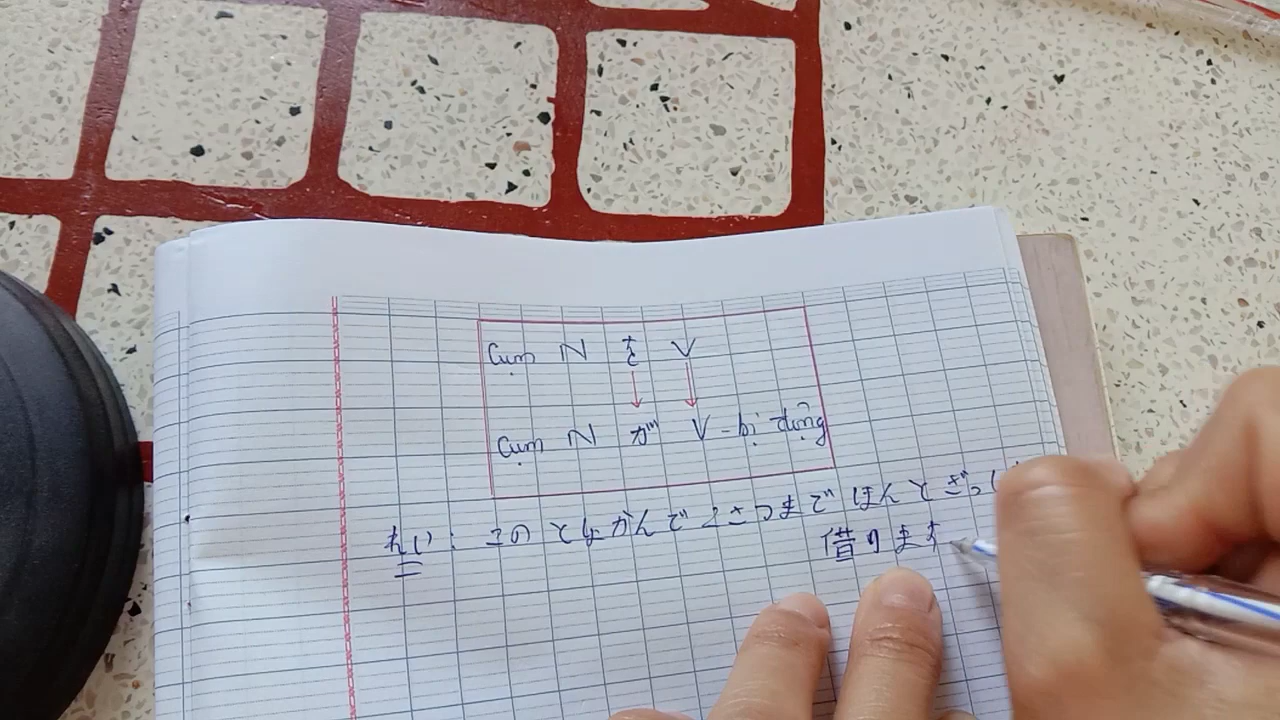 Cụm N を V
Cụm N が V - bị động
れい : このとしょかんで 2 さつまで ほんと ざっし
借ります